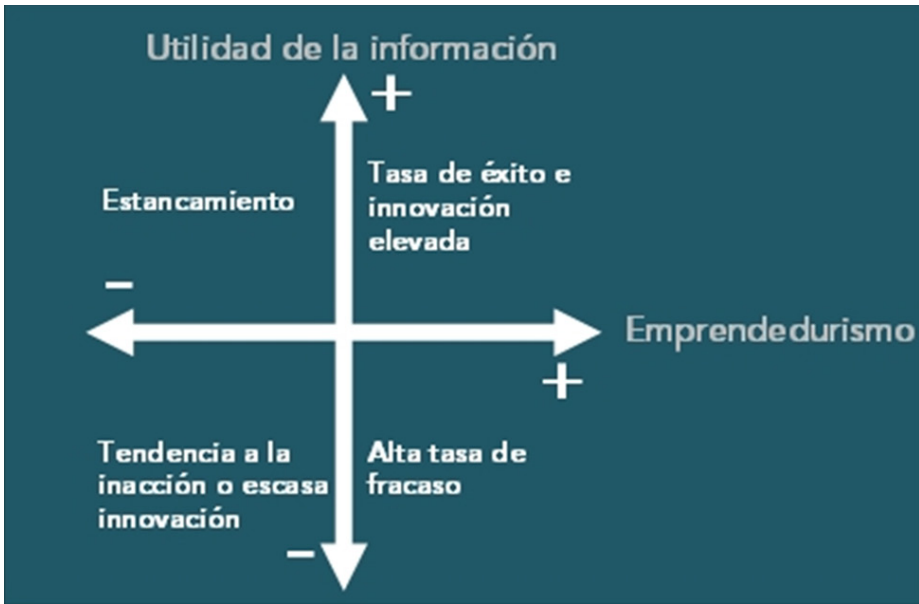 Utilidad de la información
+
Tasa de éxito e
innovación
elevada
Estancamiento
–
Emprendedurismo
+
Tendencia a la
inacción o escasa
innovación
Alta tasa de
fracaso
–